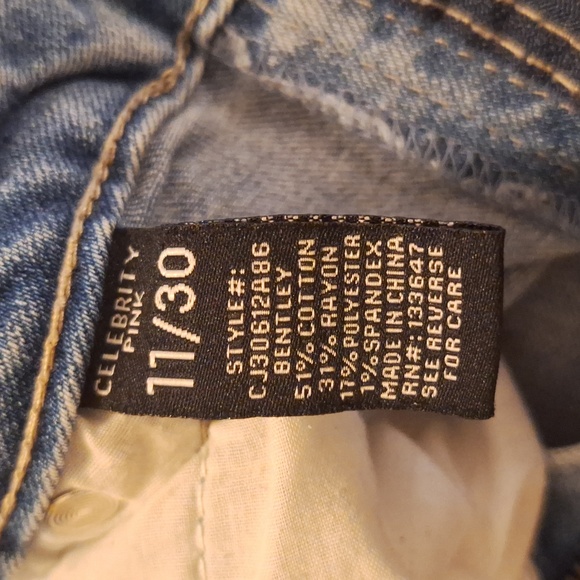 CELEBRITY
PINK
11/30
STYLE#:
CJ30612A86
BENTLEY
51% COTTON
31% RAYON
17% POLYESTER
1% SPANDEX
MADE IN CHINA
RN#: 133647
SEE REVERSE
FOR CARE